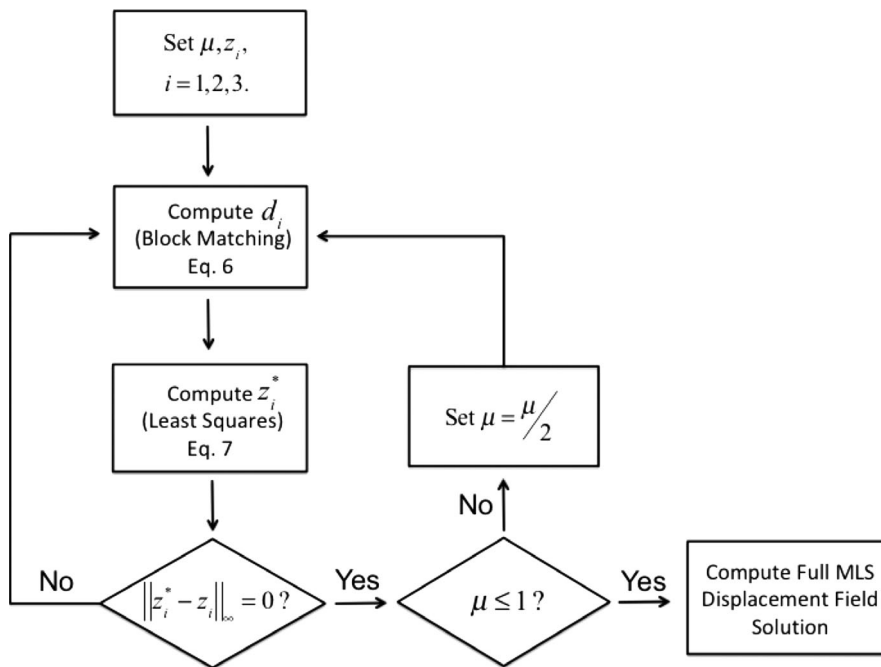 Set μ, z_i,
i = 1,2,3.
Compute d_i
(Block Matching)
Eq. 6
Compute z_i^*
(Least Squares)
Eq. 7
Set μ = μ/2
No
No
‖z_i^* − z_i‖_∞ = 0 ?
Yes
μ ≤ 1 ?
Yes
Compute Full MLS
Displacement Field
Solution